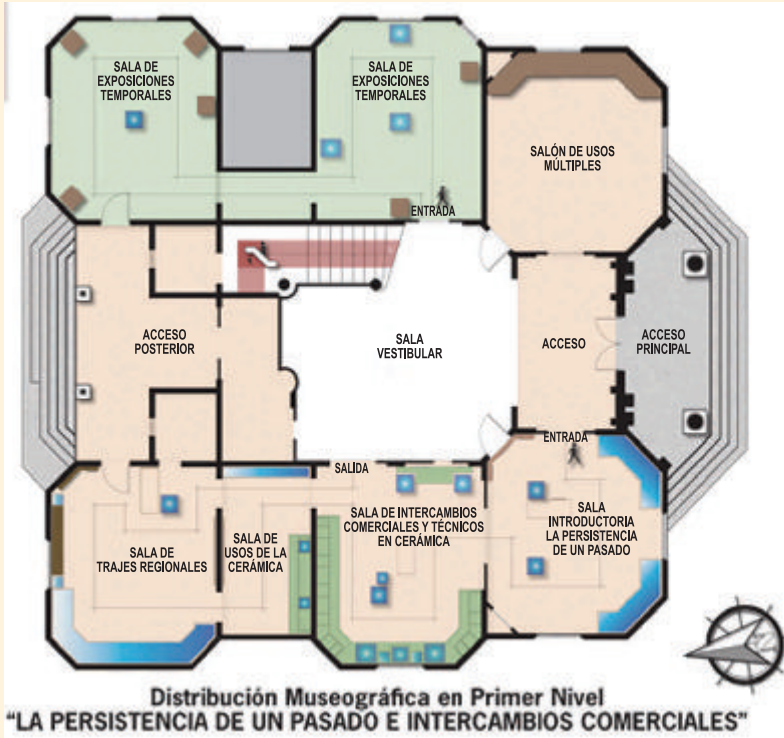 SALA DE
EXPOSICIONES
TEMPORALES
SALA DE
EXPOSICIONES
TEMPORALES
SALÓN DE USOS
MÚLTIPLES
ENTRADA
ACCESO
POSTERIOR
SALA
VESTIBULAR
ACCESO
ACCESO
PRINCIPAL
ENTRADA
SALIDA
SALA DE
TRAJES REGIONALES
SALA DE
USOS DE LA
CERÁMICA
SALA DE INTERCAMBIOS
COMERCIALES Y TÉCNICOS
EN CERÁMICA
SALA
INTRODUCTORIA
LA PERSISTENCIA
DE UN PASADO
Distribución Museográfica en Primer Nivel
“LA PERSISTENCIA DE UN PASADO E INTERCAMBIOS COMERCIALES”